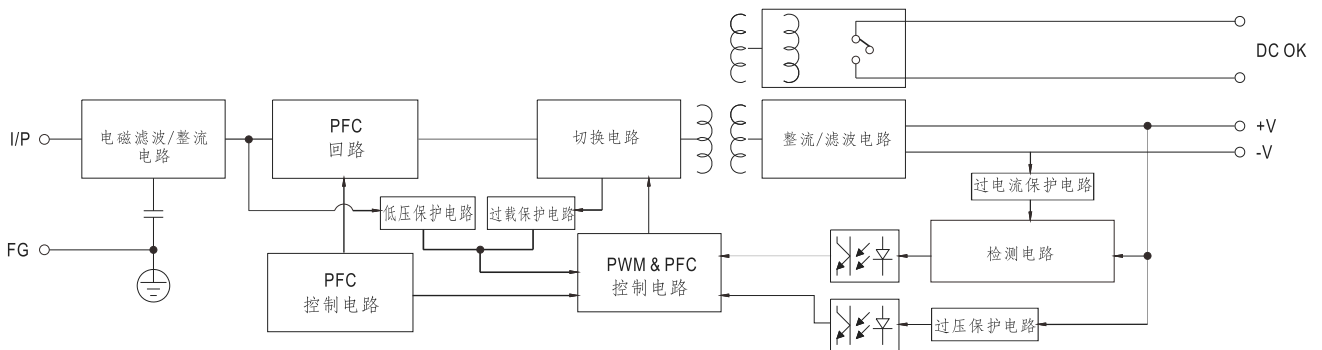 DC OK
I/P
电磁滤波/整流
电路
PFC
回路
切换电路
整流/滤波电路
+V
-V
过电流保护电路
低压保护电路
过载保护电路
FG
PFC
控制电路
PWM & PFC
控制电路
检测电路
过压保护电路